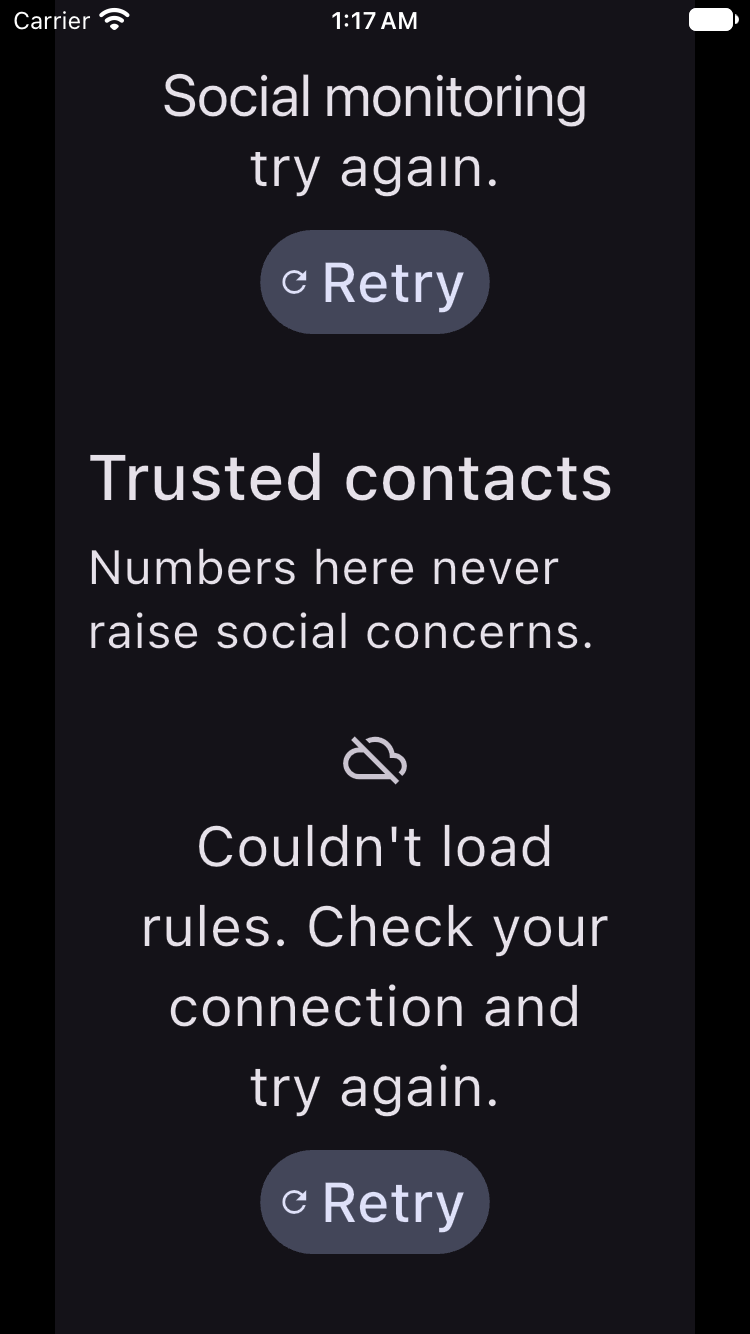 Carrier 1:17 AM
Social monitoring
try again.
Retry
Trusted contacts
Numbers here never
raise social concerns.
Couldn't load
rules. Check your
connection and
try again.
Retry